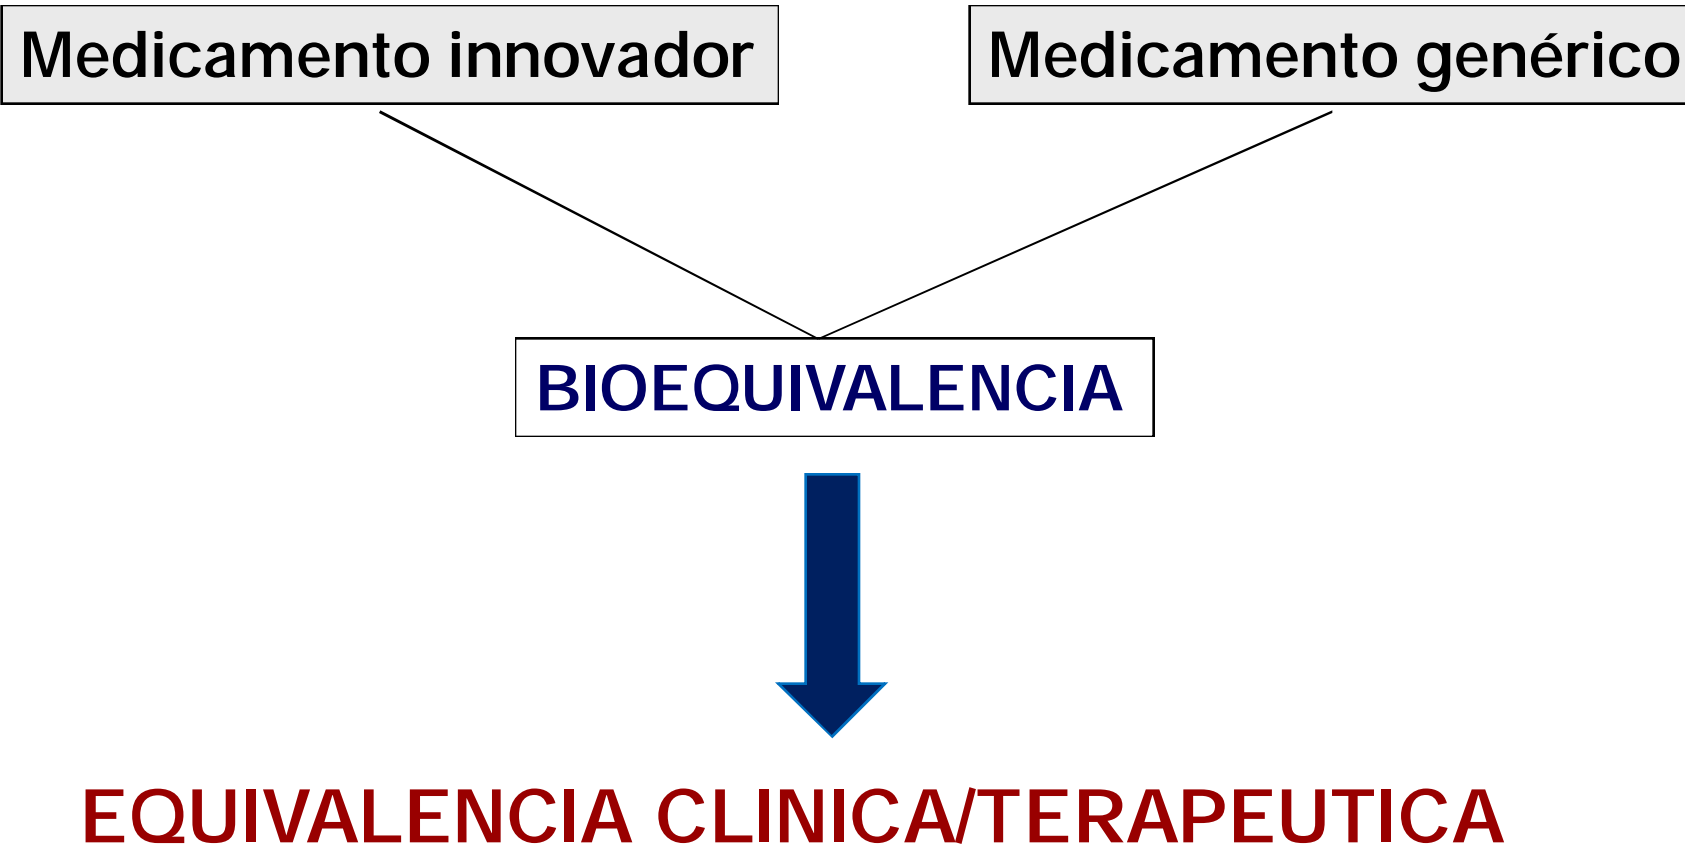 Medicamento innovador
Medicamento genérico
BIOEQUIVALENCIA
EQUIVALENCIA CLINICA/TERAPEUTICA